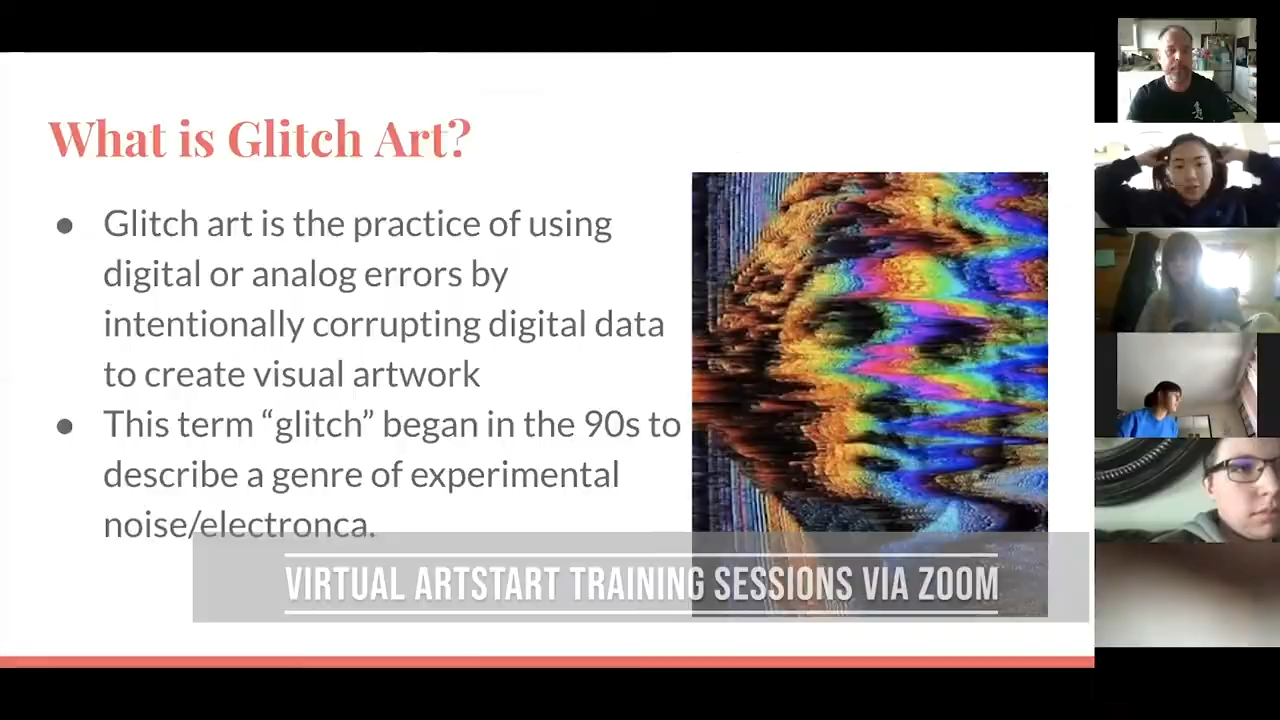 What is Glitch Art?
● Glitch art is the practice of using
digital or analog errors by
intentionally corrupting digital data
to create visual artwork
● This term “glitch” began in the 90s to
describe a genre of experimental
noise/electronca.
VIRTUAL ARTSTART TRAINING SESSIONS VIA ZOOM